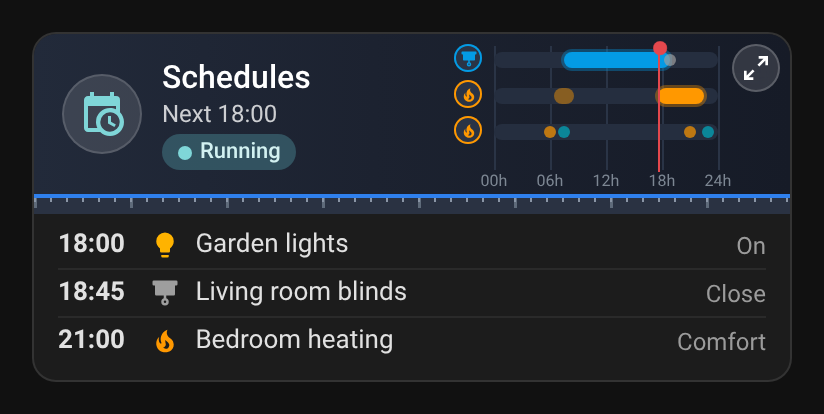 Schedules
Next 18:00
Running
00h 06h 12h 18h 24h
18:00 Garden lights On
18:45 Living room blinds Close
21:00 Bedroom heating Comfort